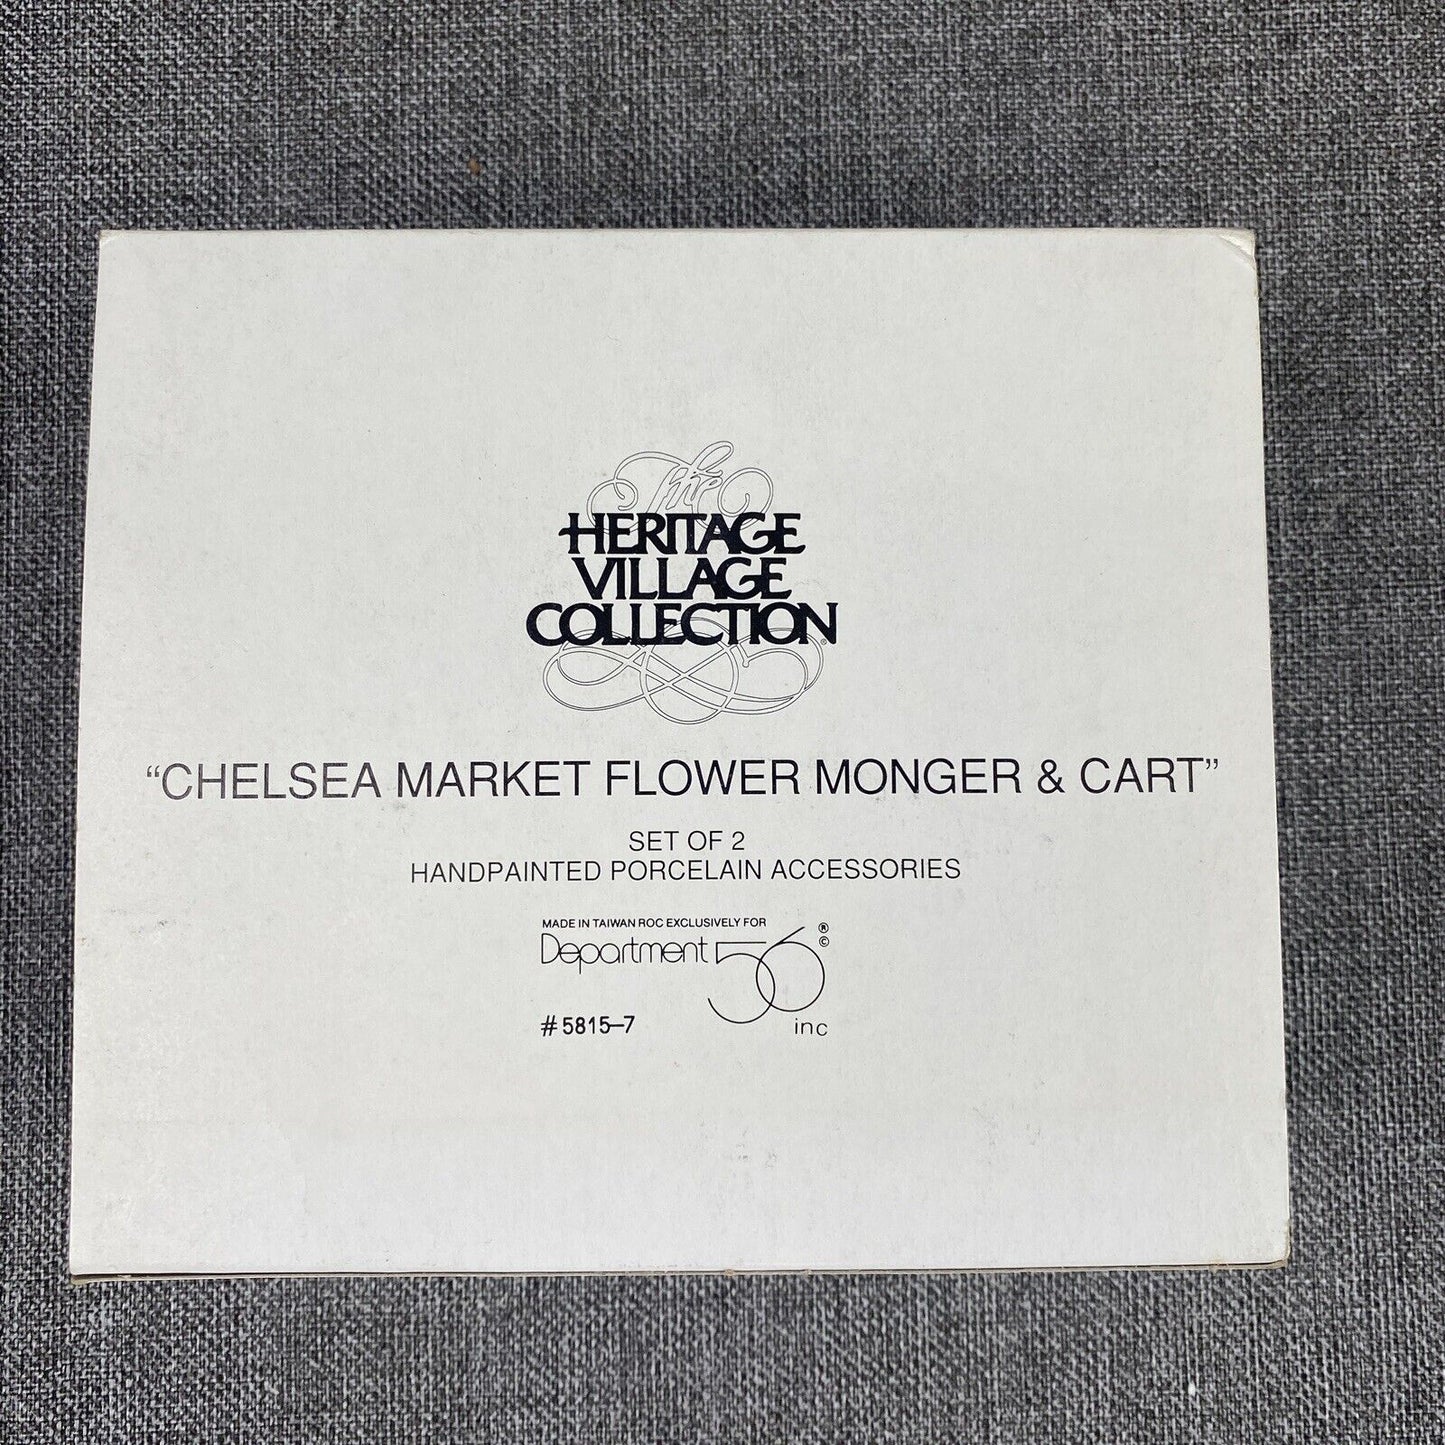 The
HERITAGE
VILLAGE
COLLECTION®
“CHELSEA MARKET FLOWER MONGER & CART”
SET OF 2
HANDPAINTED PORCELAIN ACCESSORIES
MADE IN TAIWAN ROC EXCLUSIVELY FOR
Department 56 ® ©
inc
#5815-7